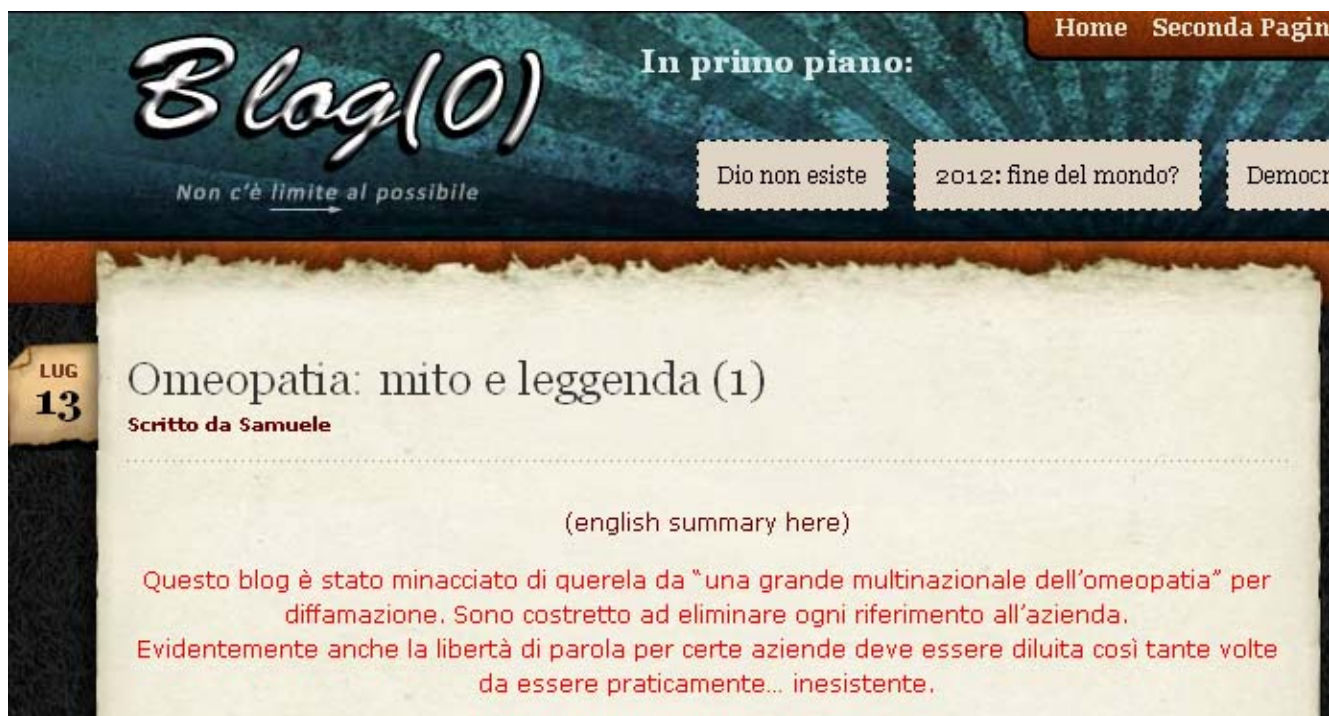 Home Seconda Pagin
Blog(0)
In primo piano:
Non c'è limite al possibile
Dio non esiste
2012: fine del mondo?
Democr
LUG
13
Omeopatia: mito e leggenda (1)
Scritto da Samuele
(english summary here)
Questo blog è stato minacciato di querela da “una grande multinazionale dell’omeopatia” per
diffamazione. Sono costretto ad eliminare ogni riferimento all’azienda.
Evidentemente anche la libertà di parola per certe aziende deve essere diluita così tante volte
da essere praticamente… inesistente.